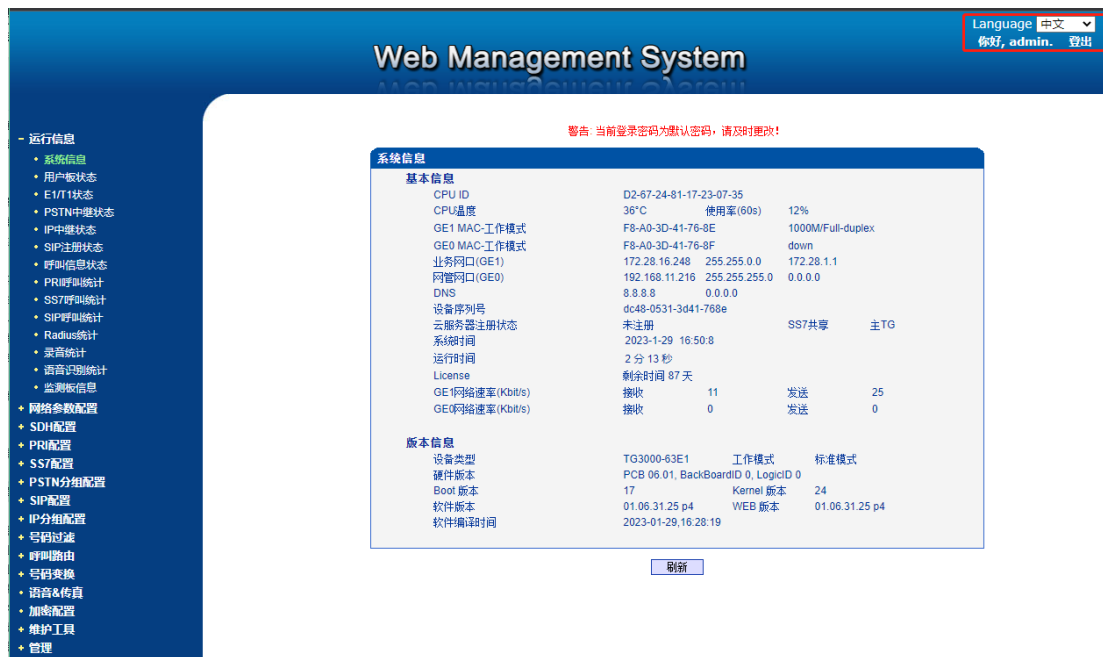 Language 中文
你好, admin. 登出
Web Management System
警告: 当前登录密码为默认密码，请及时更改!
- 运行信息
系统信息
用户板状态
E1/T1状态
PSTN中继状态
IP中继状态
SIP注册状态
呼叫信息状态
PRI呼叫统计
SS7呼叫统计
SIP呼叫统计
Radius统计
录音统计
语音识别统计
监测板信息
+ 网络参数配置
+ SDH配置
+ PRI配置
+ SS7配置
+ PSTN分组配置
+ SIP配置
+ IP分组配置
+ 号码过滤
+ 呼叫路由
+ 号码变换
语音&传真
加密配置
+ 维护工具
+ 管理
系统信息
基本信息
CPU ID D2-67-24-81-17-23-07-35
CPU温度 36°C 使用率(60s) 12%
GE1 MAC-工作模式 F8-A0-3D-41-76-8E 1000M/Full-duplex
GE0 MAC-工作模式 F8-A0-3D-41-76-8F down
业务网口(GE1) 172.28.16.248 255.255.0.0 172.28.1.1
网管网口(GE0) 192.168.11.216 255.255.255.0 0.0.0.0
DNS 8.8.8.8 0.0.0.0
设备序列号 dc48-0531-3d41-768e
云服务器注册状态 未注册 SS7共享 主TG
系统时间 2023-1-29 16:50:8
运行时间 2 分 13 秒
License 剩余时间 87 天
GE1网络速率(Kbit/s) 接收 11 发送 25
GE0网络速率(Kbit/s) 接收 0 发送 0
版本信息
设备类型 TG3000-63E1 工作模式 标准模式
硬件版本 PCB 06.01, BackBoardID 0, LogicID 0
Boot 版本 17 Kernel 版本 24
软件版本 01.06.31.25 p4 WEB 版本 01.06.31.25 p4
软件编译时间 2023-01-29,16:28:19
刷新